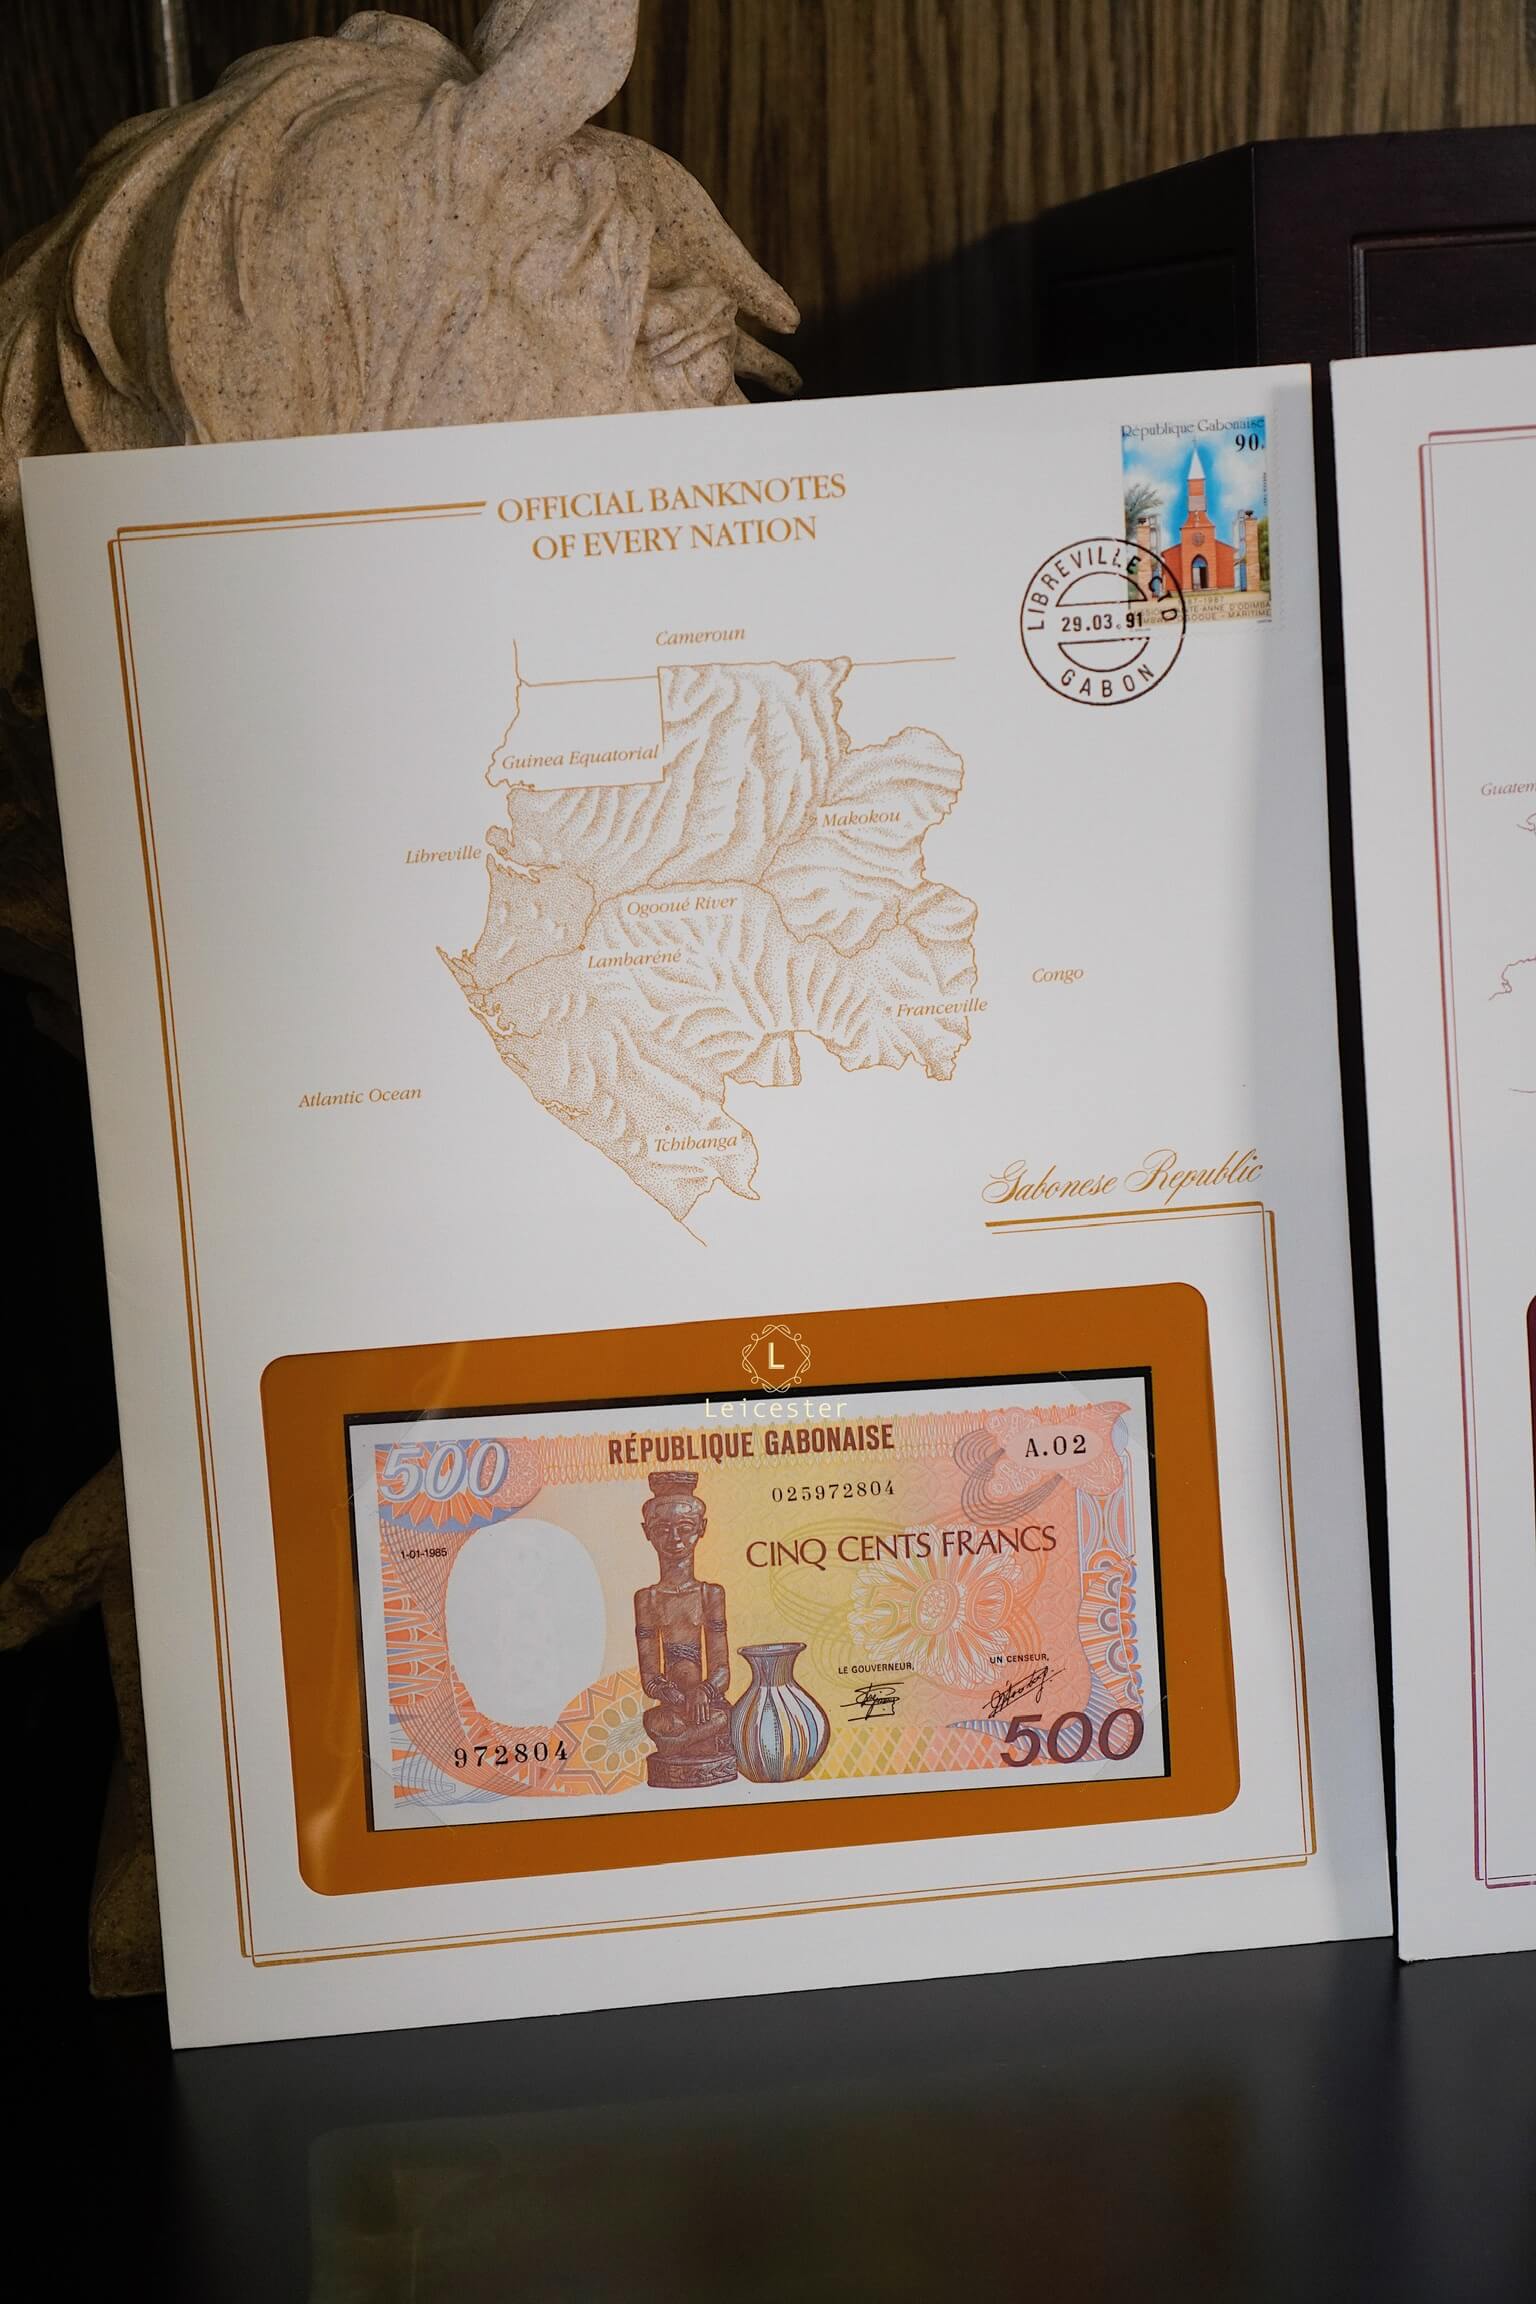 OFFICIAL BANKNOTES
OF EVERY NATION
République Gabonaise
90
LIBREVILLE
29.03.91
GABON
Cameroun
Guinea Equatorial
Makokou
Libreville
Ogooué River
Lambaréné
Congo
Franceville
Atlantic Ocean
Tchibanga
Gabonese Republic
L
Leicester
500
RÉPUBLIQUE GABONAISE
A.02
025972804
1-01-1985
CINQ CENTS FRANCS
LE GOUVERNEUR,
UN CENSEUR,
972804
500